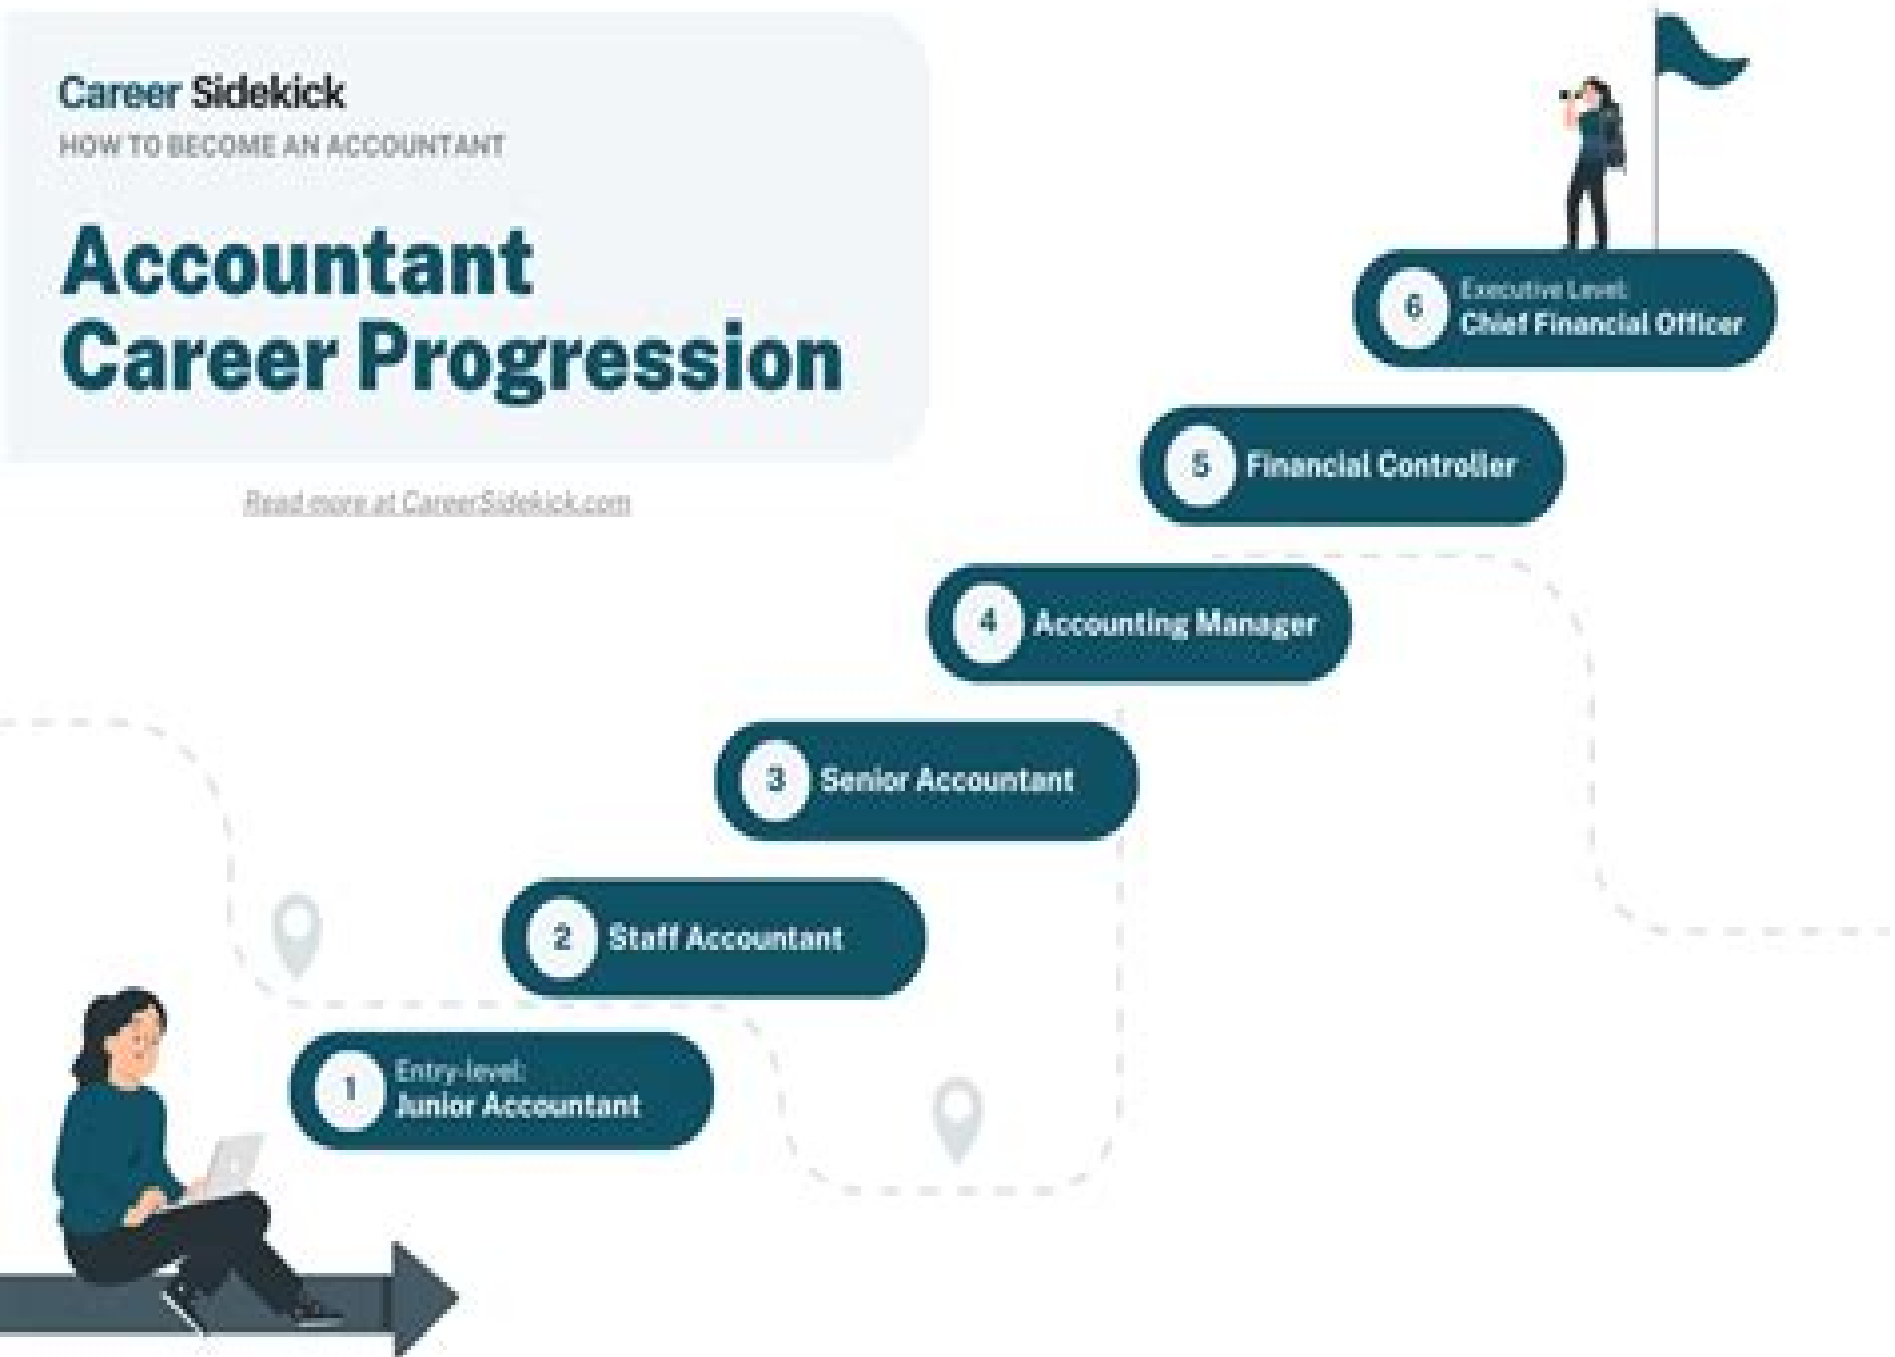 Career Sidekick
HOW TO BECOME AN ACCOUNTANT
Accountant
Career Progression
Read more at CareerSidekick.com
6
Executive Level:
Chief Financial Officer
5
Financial Controller
4
Accounting Manager
3
Senior Accountant
2
Staff Accountant
1
Entry-level:
Junior Accountant